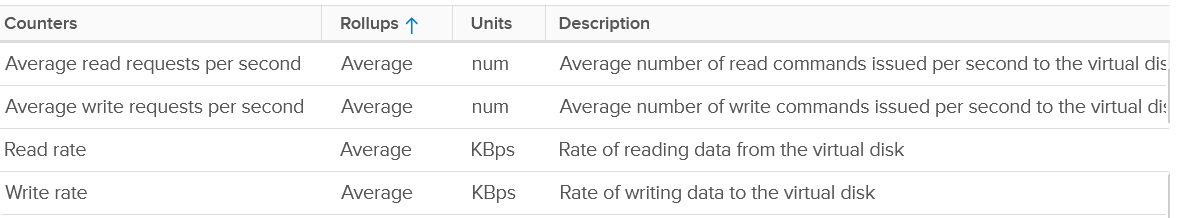 Counters Rollups Units Description
Average read requests per second Average num Average number of read commands issued per second to the virtual
Average write requests per second Average num Average number of write commands issued per second to the virtual
Read rate Average KBps Rate of reading data from the virtual disk
Write rate Average KBps Rate of writing data to the virtual disk